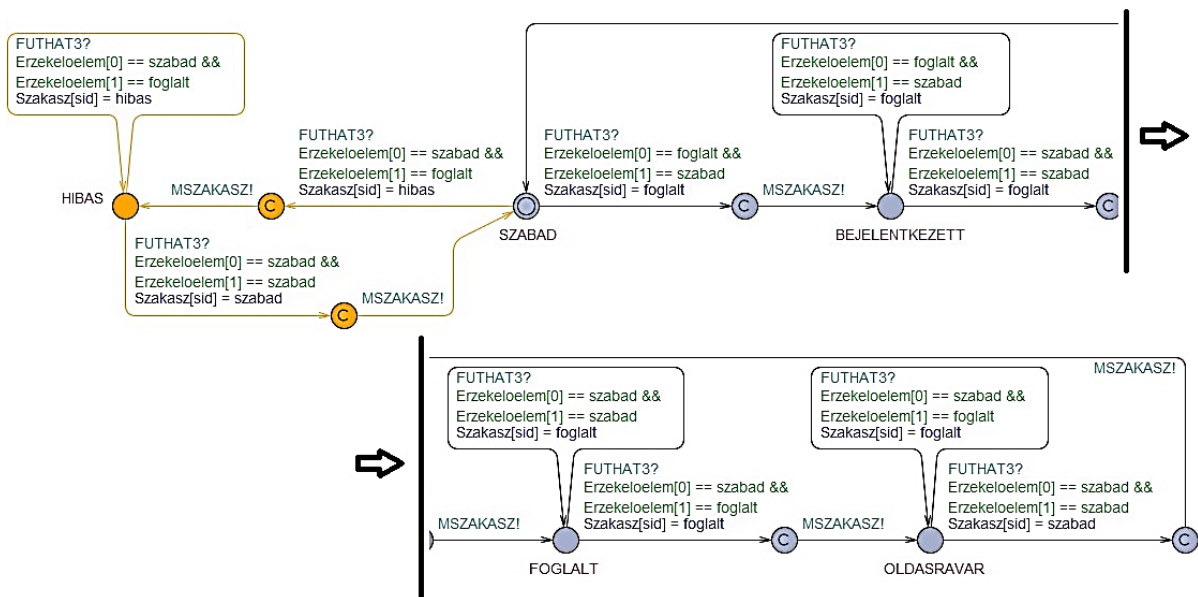 FUTHAT3?
Erzekeloelem[0] == szabad &&
Erzekeloelem[1] == foglalt
Szakasz[sid] = hibas
FUTHAT3?
Erzekeloelem[0] == foglalt &&
Erzekeloelem[1] == szabad
Szakasz[sid] = foglalt
FUTHAT3?
Erzekeloelem[0] == szabad &&
Erzekeloelem[1] == foglalt
Szakasz[sid] = hibas
FUTHAT3?
Erzekeloelem[0] == foglalt &&
Erzekeloelem[1] == szabad
Szakasz[sid] = foglalt
FUTHAT3?
Erzekeloelem[0] == szabad &&
Erzekeloelem[1] == szabad
Szakasz[sid] = foglalt
HIBAS
MSZAKASZ!
C
SZABAD
C
MSZAKASZ!
BEJELENTKEZETT
C
FUTHAT3?
Erzekeloelem[0] == szabad &&
Erzekeloelem[1] == szabad
Szakasz[sid] = szabad
C
MSZAKASZ!
MSZAKASZ!
FUTHAT3?
Erzekeloelem[0] == szabad &&
Erzekeloelem[1] == szabad
Szakasz[sid] = foglalt
FUTHAT3?
Erzekeloelem[0] == szabad &&
Erzekeloelem[1] == foglalt
Szakasz[sid] = foglalt
FUTHAT3?
Erzekeloelem[0] == szabad &&
Erzekeloelem[1] == foglalt
Szakasz[sid] = foglalt
FUTHAT3?
Erzekeloelem[0] == szabad &&
Erzekeloelem[1] == szabad
Szakasz[sid] = szabad
MSZAKASZ!
FOGLALT
C
MSZAKASZ!
OLDASRAVAR
C